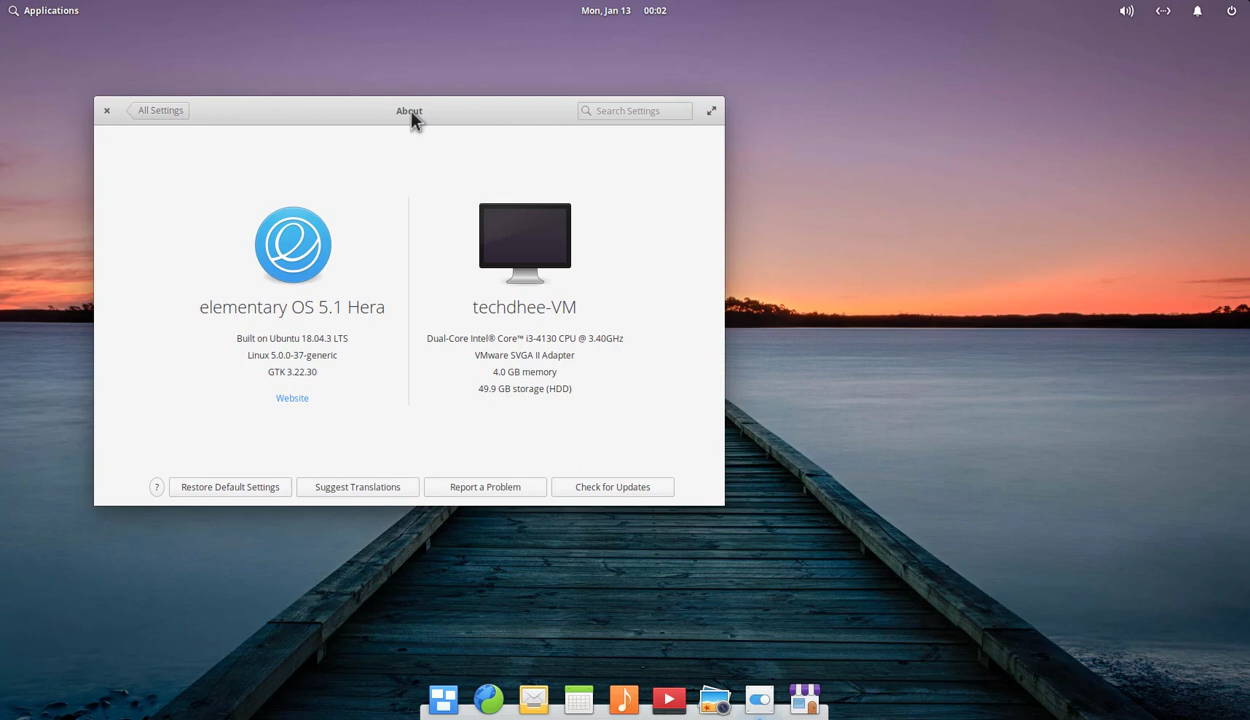 Applications
Mon, Jan 13 00:02
All Settings
About
Search Settings
elementary OS 5.1 Hera
Built on Ubuntu 18.04.3 LTS
Linux 5.0.0-37-generic
GTK 3.22.30
Website
techdhee-VM
Dual-Core Intel® Core™ i3-4130 CPU @ 3.40GHz
VMware SVGA II Adapter
4.0 GB memory
49.9 GB storage (HDD)
?
Restore Default Settings
Suggest Translations
Report a Problem
Check for Updates